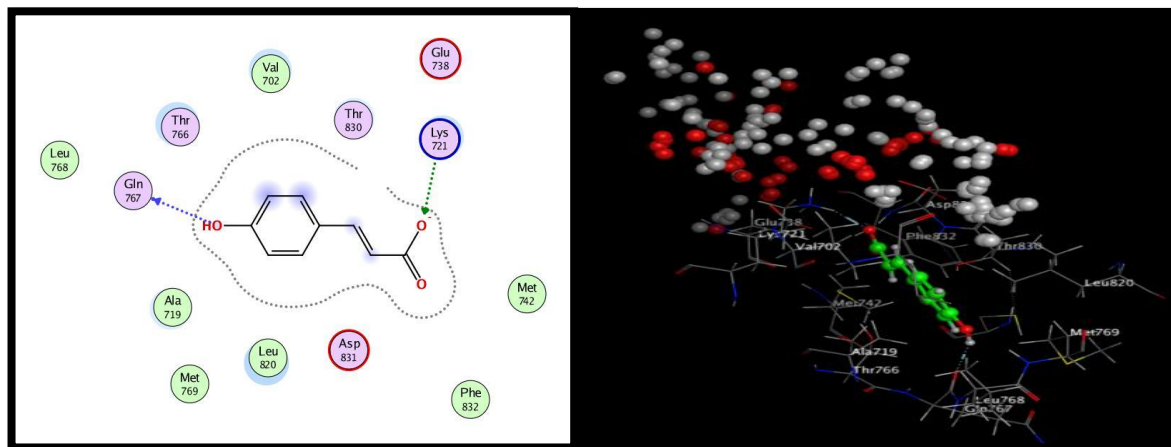 Glu
738
Val
702
Thr
830
Thr
766
Lys
721
Leu
768
Gln
767
HO
O
O
Ala
719
Met
742
Leu
820
Asp
831
Met
769
Phe
832
Glu738
Lys721
Val702
Phe832
Thr830
Leu820
Met742
Met769
Ala719
Thr766
Leu768
Gln767